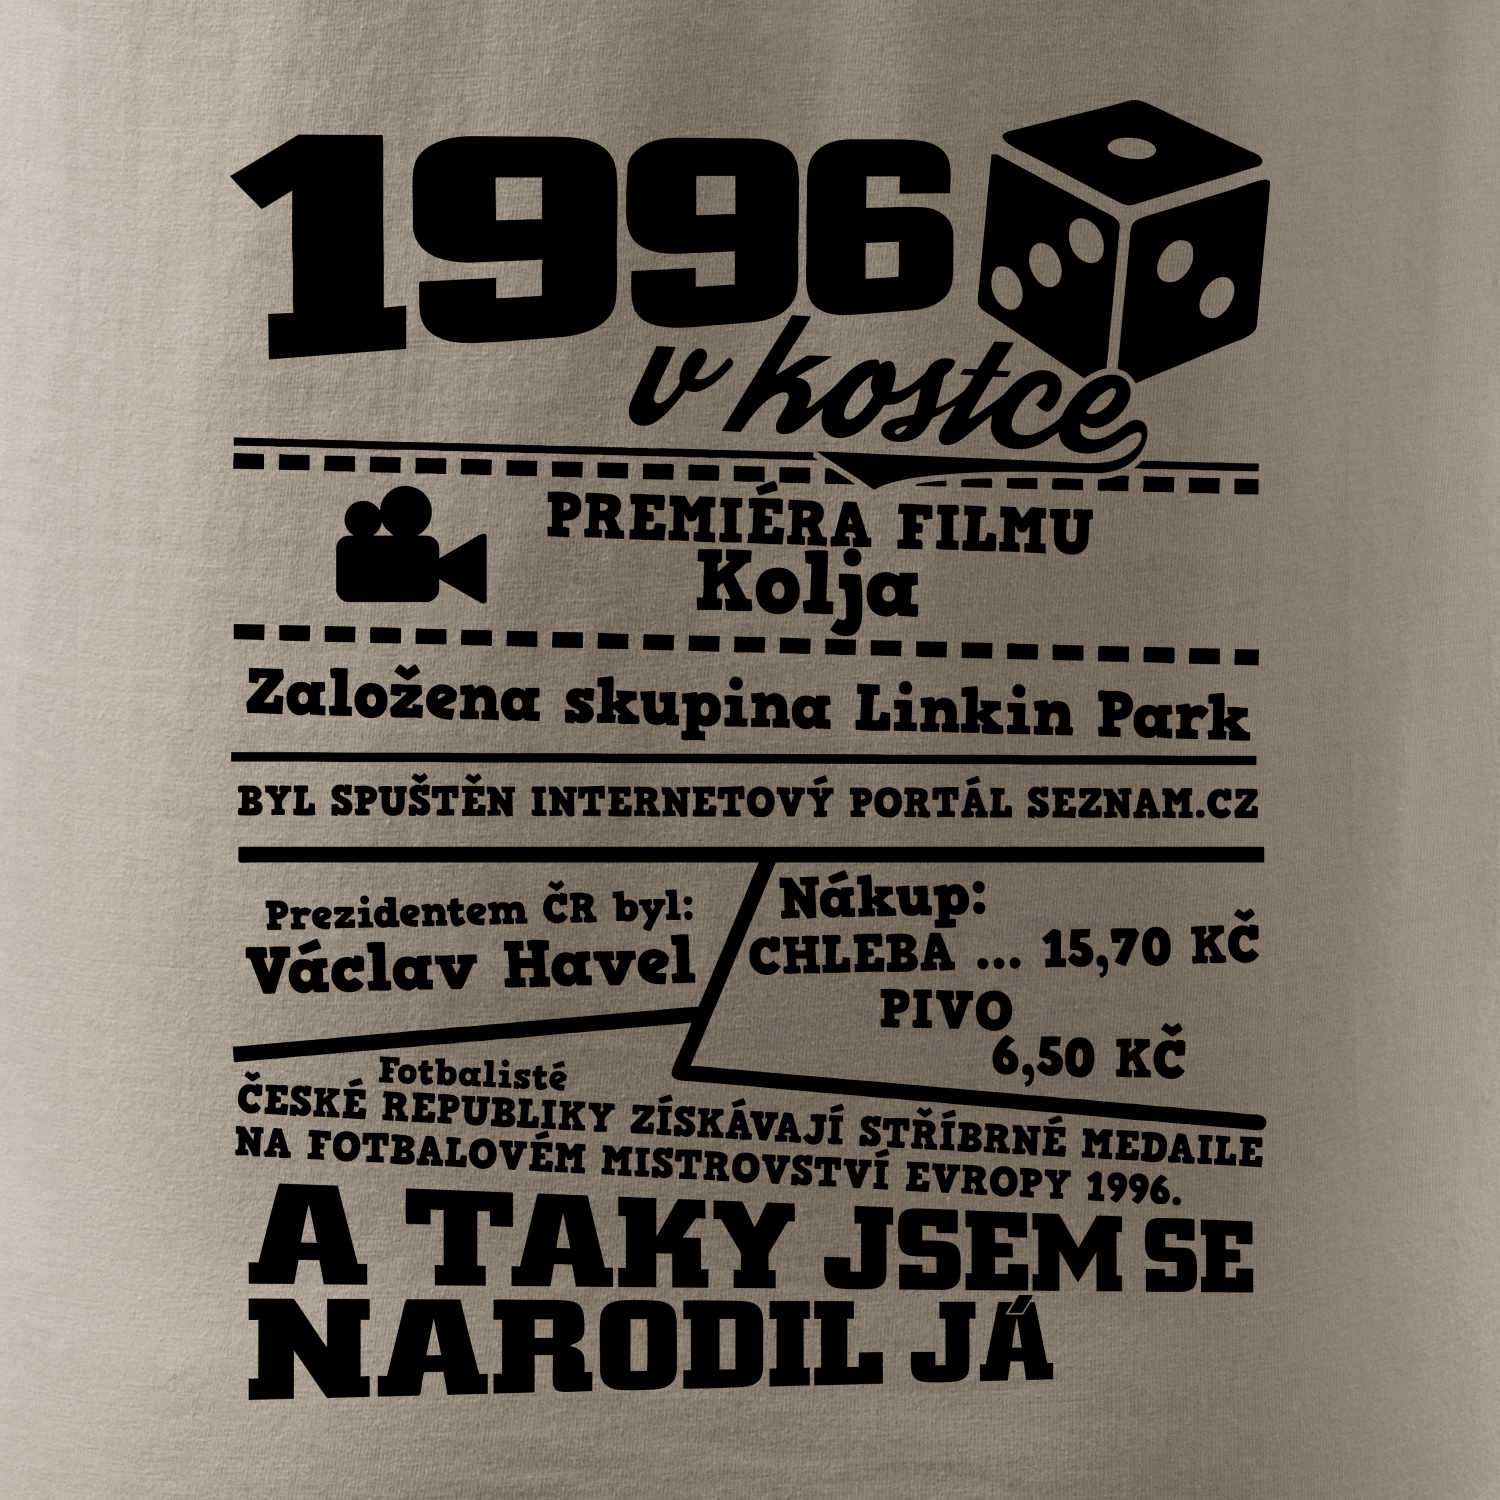 1996
v kostce
PREMIÉRA FILMU
Kolja
Založena skupina Linkin Park
BYL SPUŠTĚN INTERNETOVÝ PORTÁL SEZNAM.CZ
Prezidentem ČR byl:
Václav Havel
Nákup:
CHLEBA ... 15,70 KČ
PIVO
6,50 KČ
Fotbalisté
ČESKÉ REPUBLIKY ZÍSKÁVAJÍ STŘÍBRNÉ MEDAILE
NA FOTBALOVÉM MISTROVSTVÍ EVROPY 1996.
A TAKY JSEM SE
NARODIL JÁ